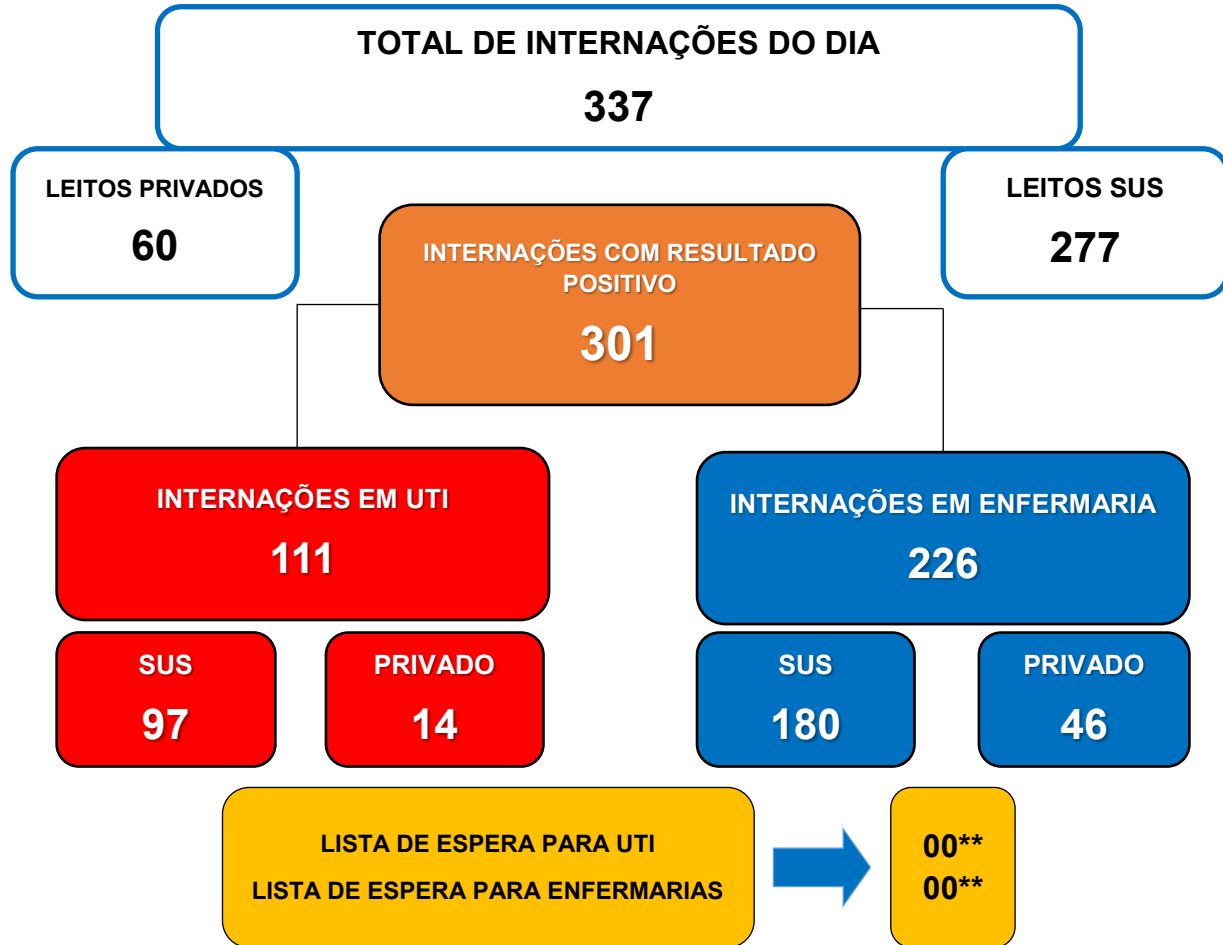 TOTAL DE INTERNAÇÕES DO DIA
337
LEITOS PRIVADOS
60
LEITOS SUS
277
INTERNAÇÕES COM RESULTADO
POSITIVO
301
INTERNAÇÕES EM UTI
111
INTERNAÇÕES EM ENFERMARIA
226
SUS
97
PRIVADO
14
SUS
180
PRIVADO
46
LISTA DE ESPERA PARA UTI
LISTA DE ESPERA PARA ENFERMARIAS
00**
00**